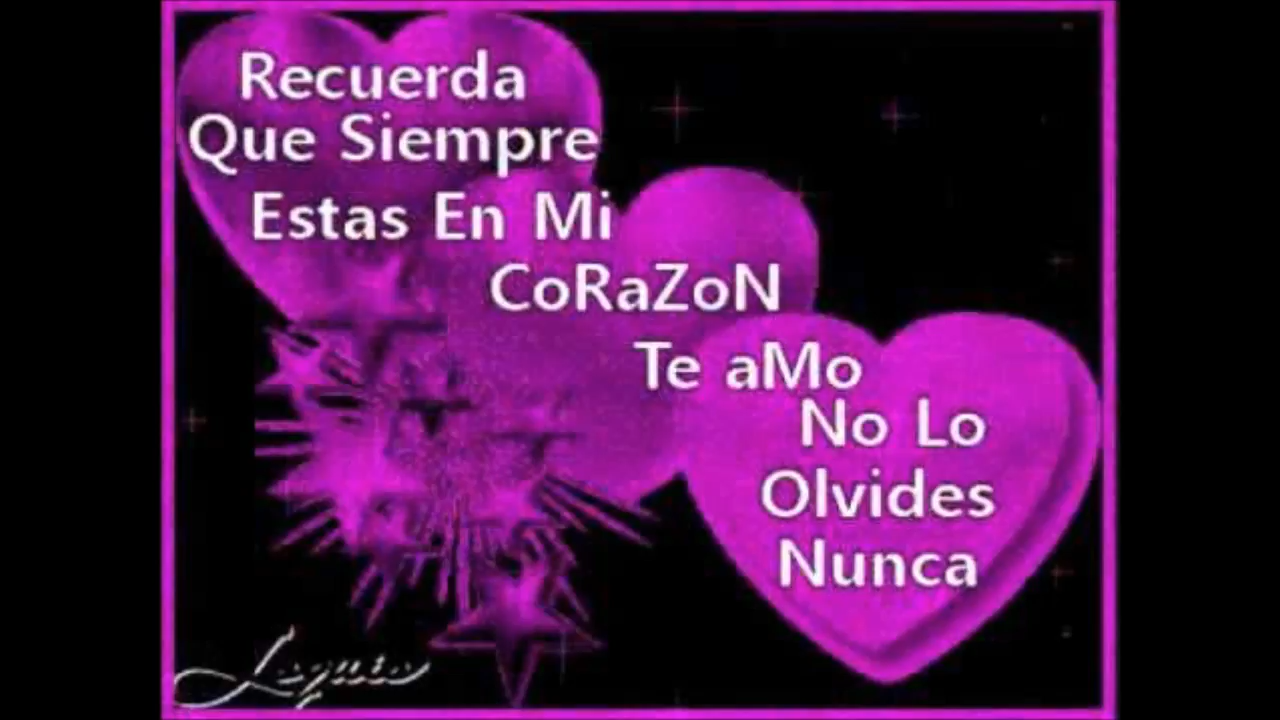 Recuerda
Que Siempre
Estas En Mi
CoRaZoN
Te aMo
No Lo
Olvides
Nunca